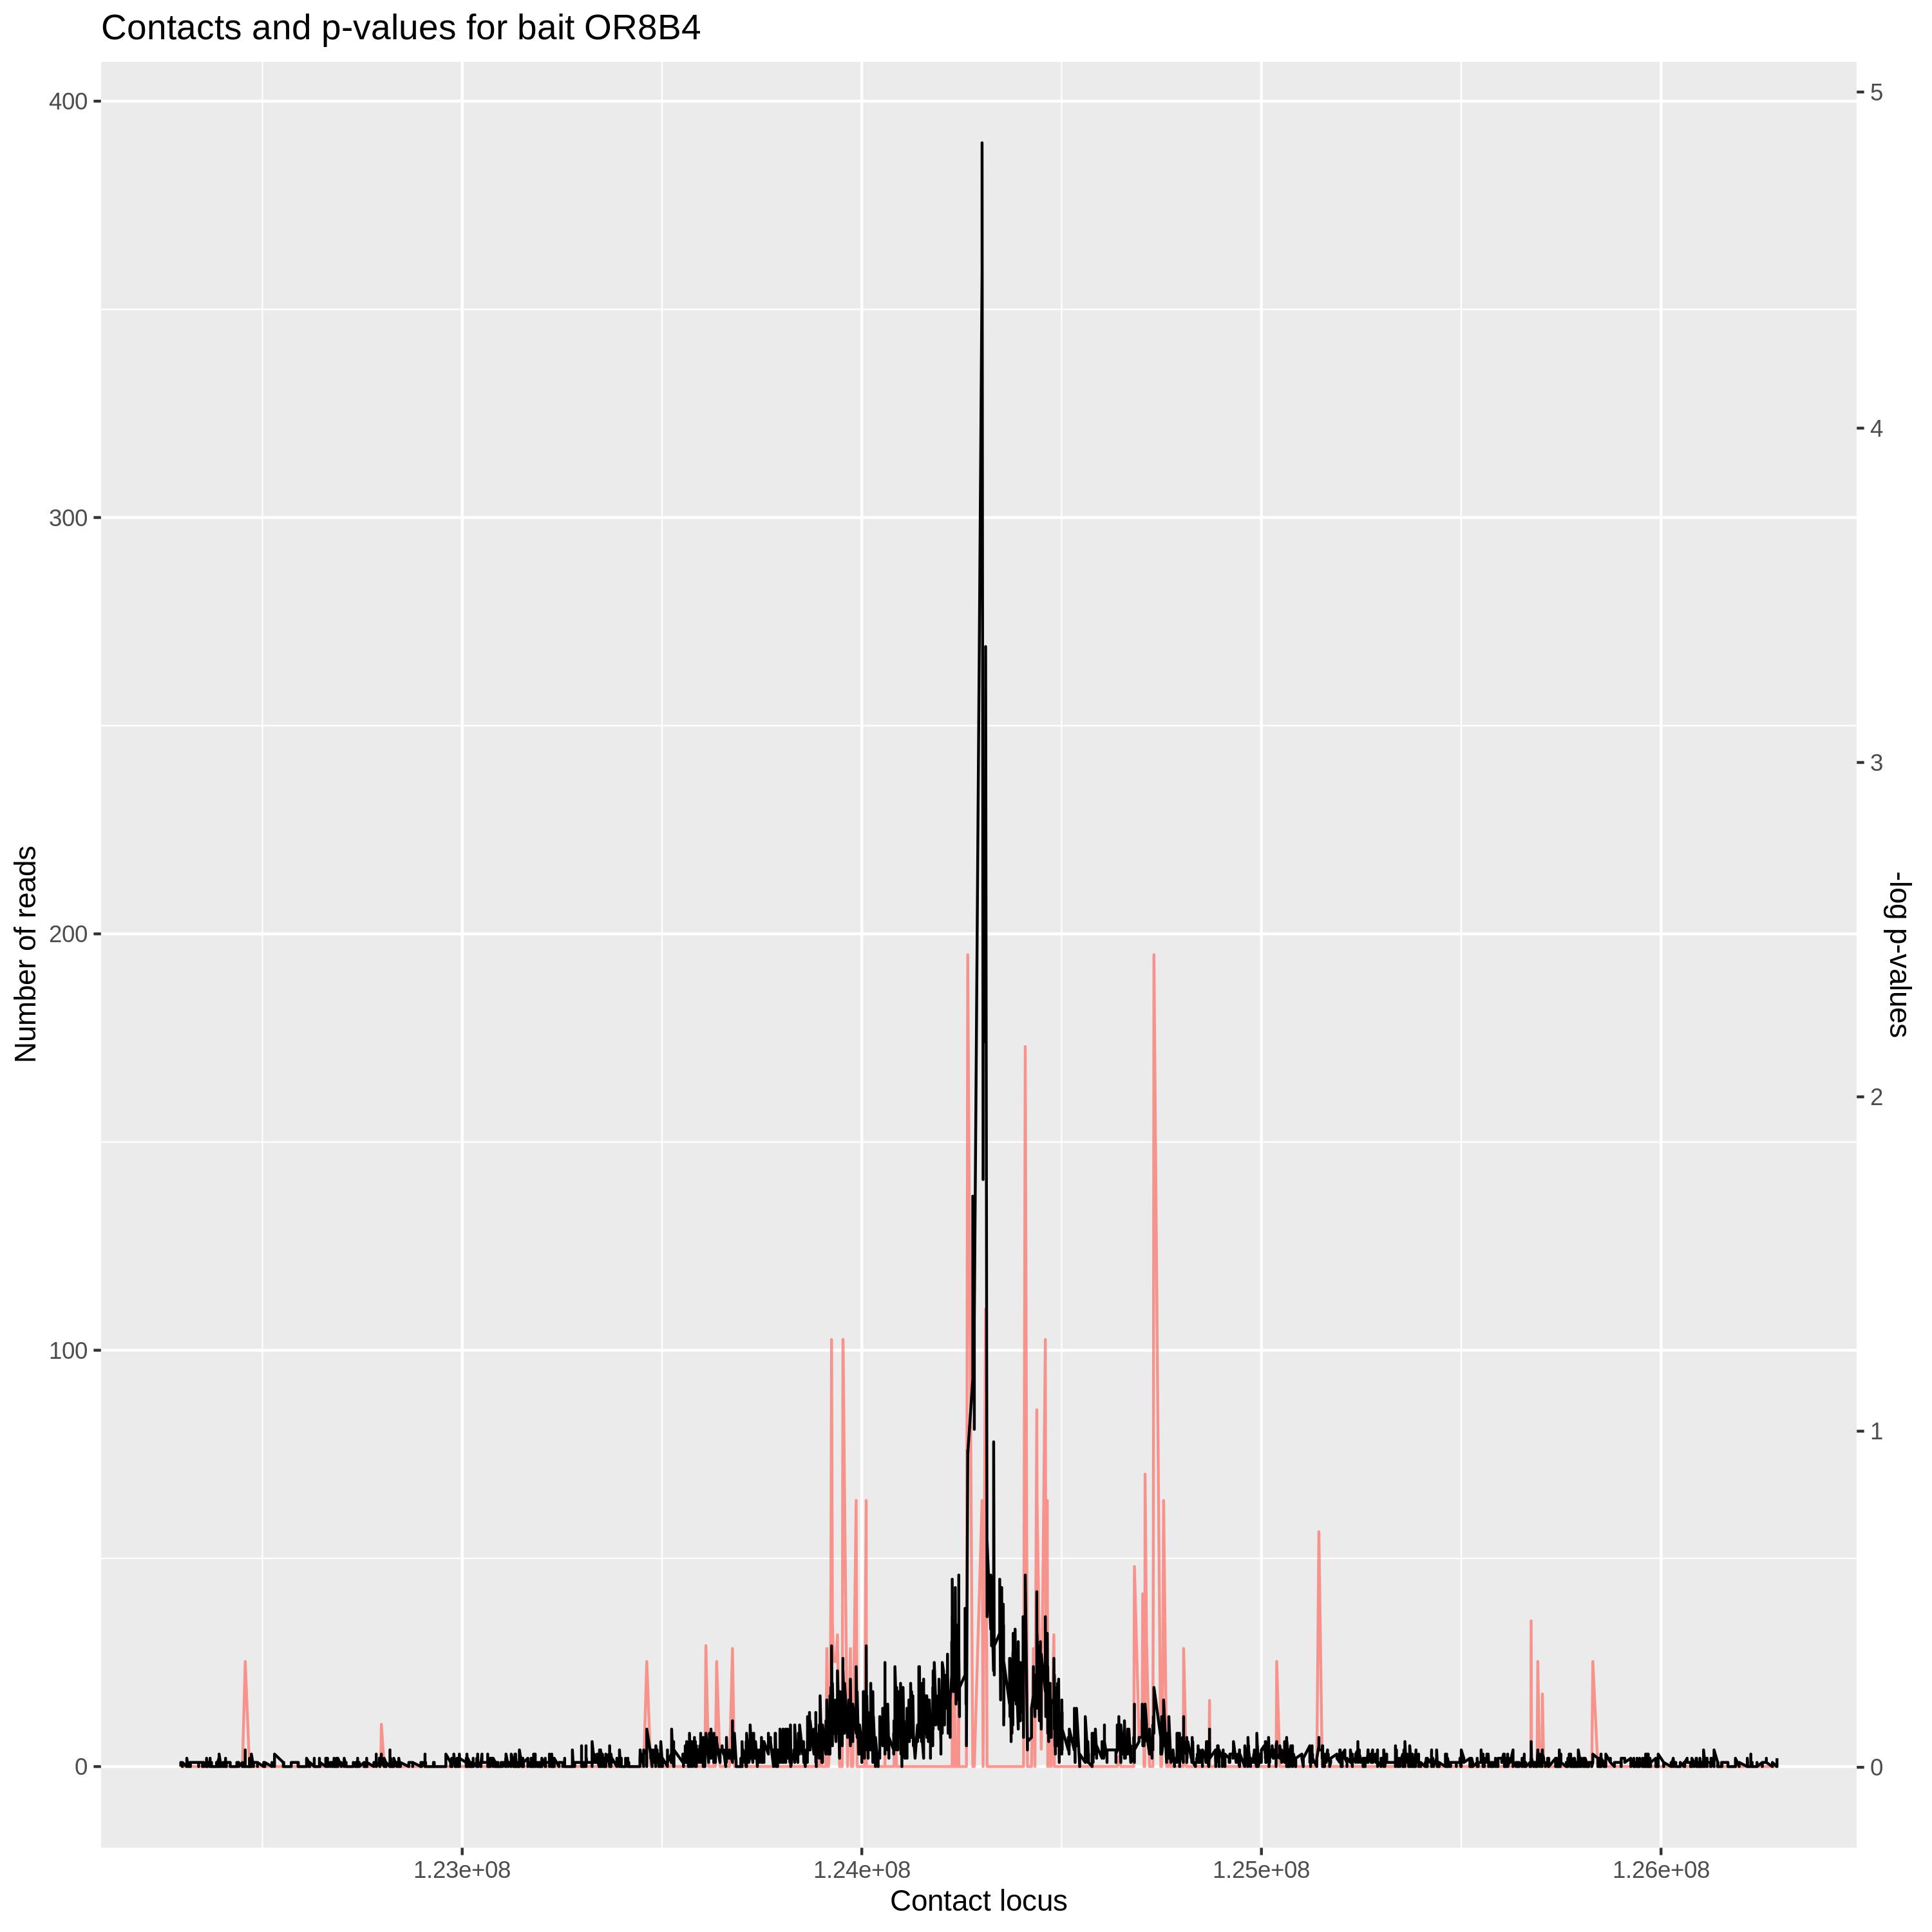 Contacts and p-values for bait OR8B4
400
300
200
100
0
Number of reads
5
4
3
2
1
0
-log p-values
1.23e+08
1.24e+08
1.25e+08
1.26e+08
Contact locus